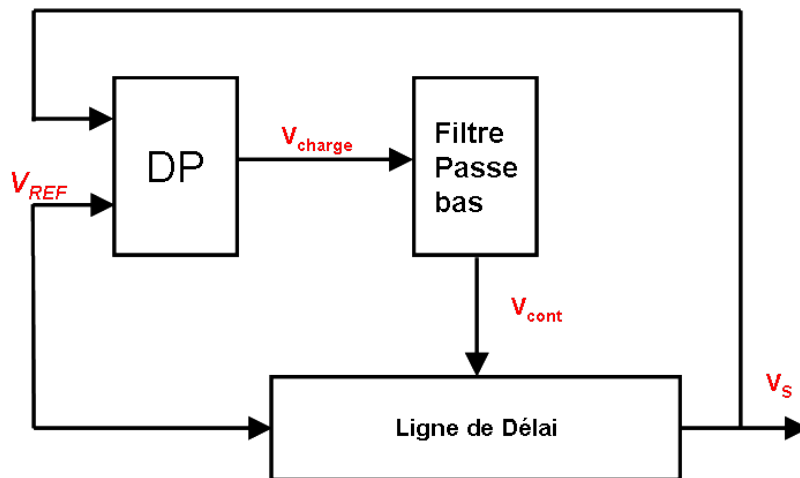 DP
V_charge
Filtre
Passe
bas
V_REF
V_cont
V_S
Ligne de Délai